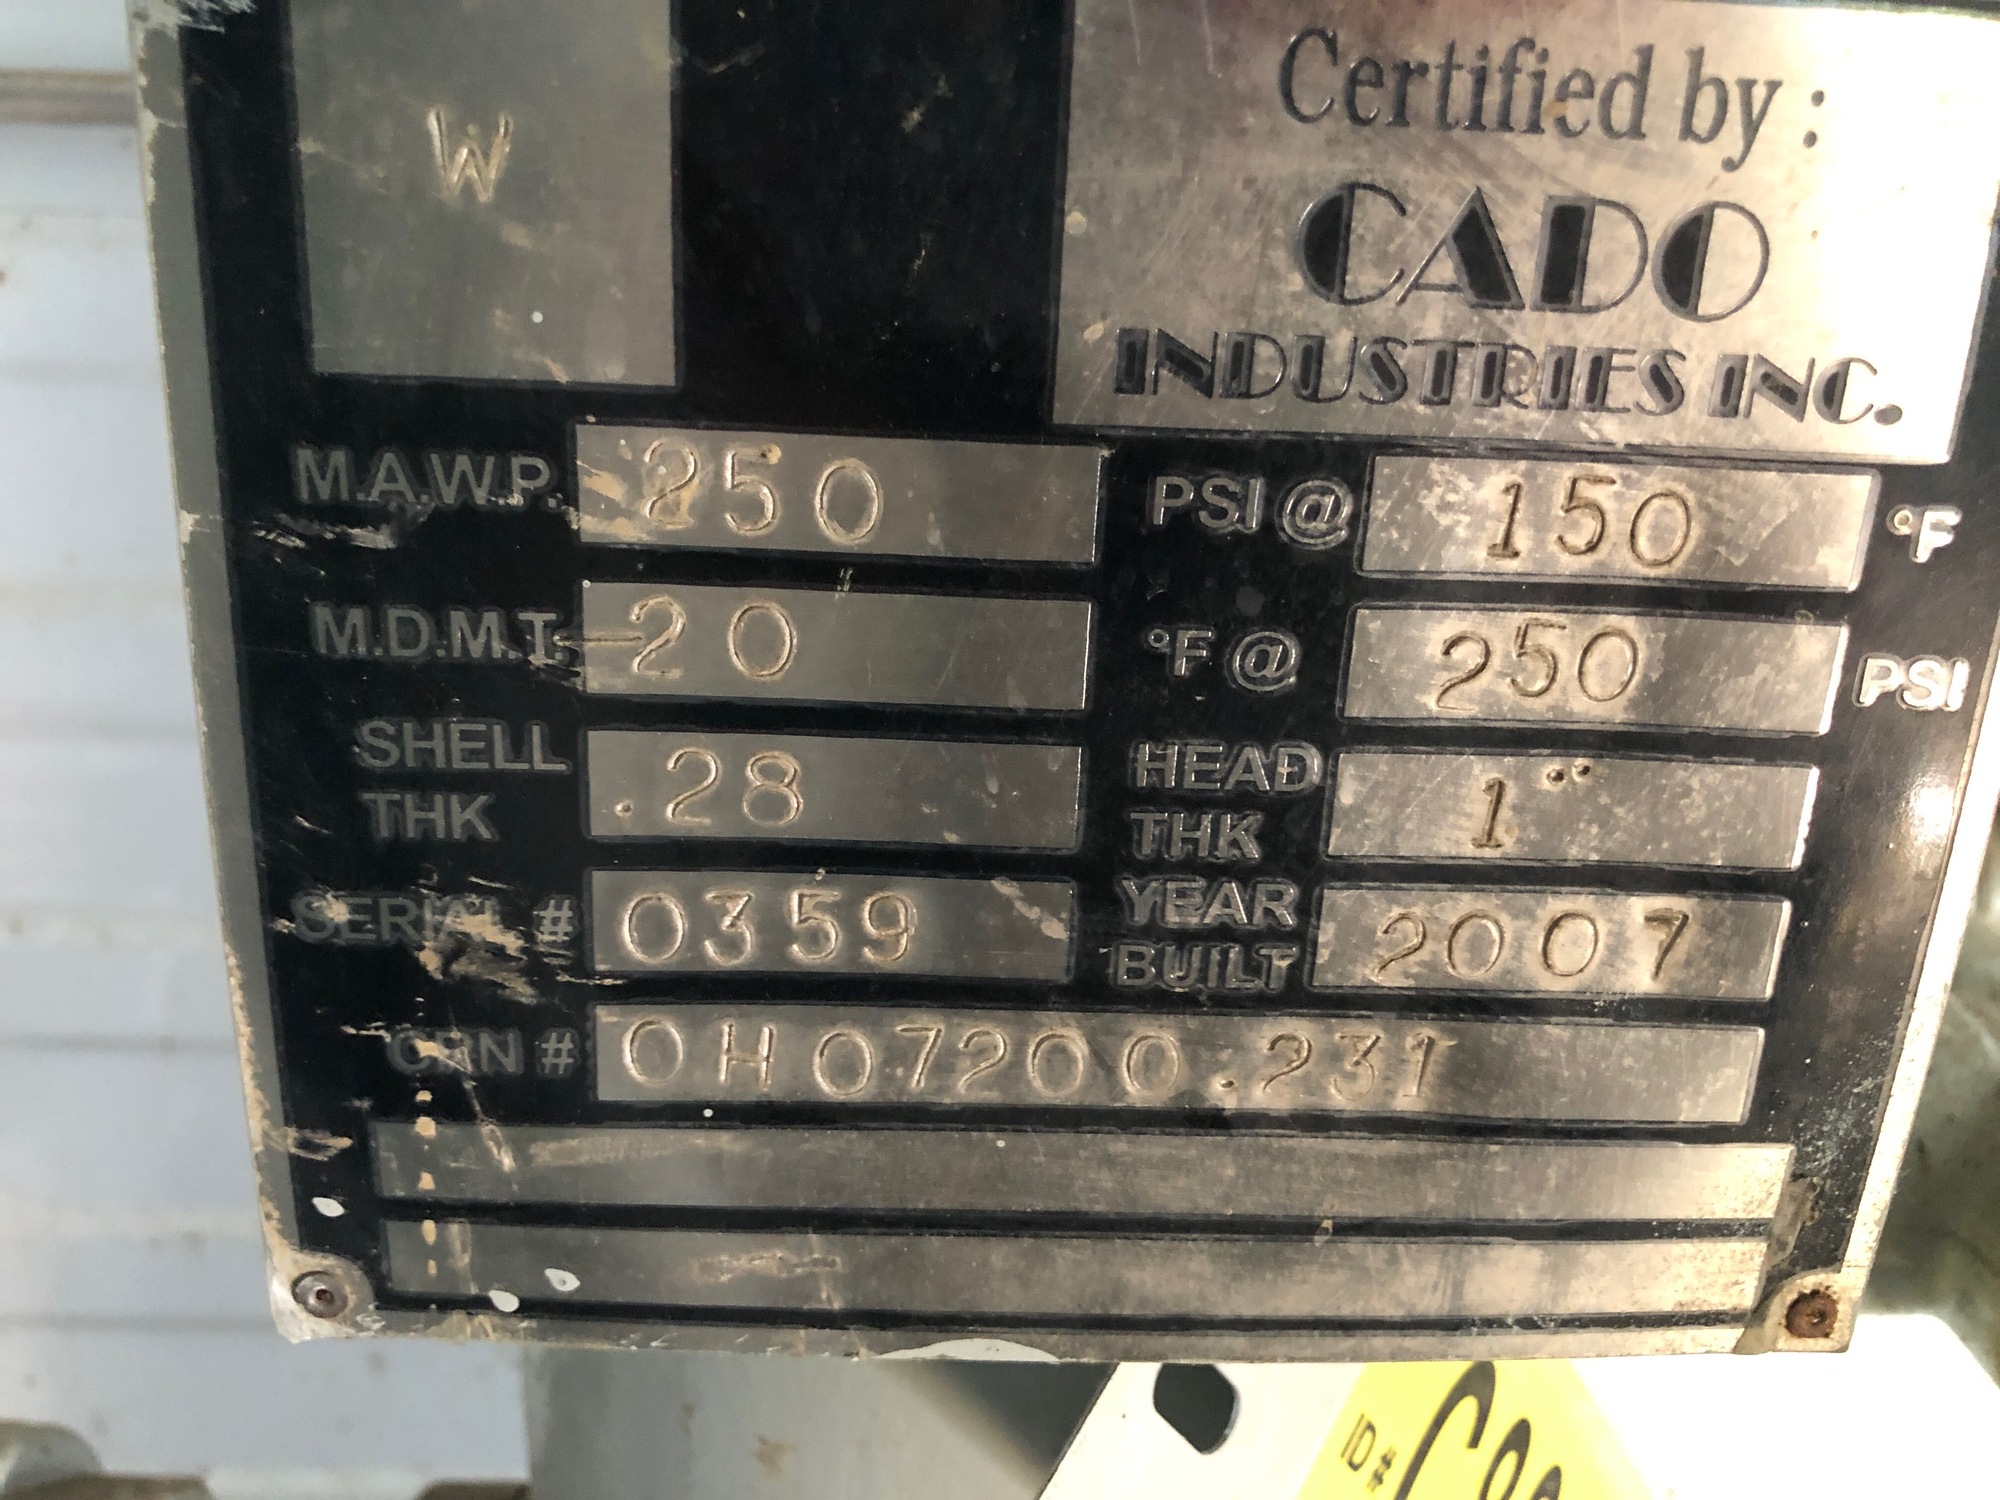 W
Certified by :
CADO
INDUSTRIES INC.
M.A.W.P. 250 PSI @ 150 °F
M.D.M.T. -20 °F @ 250 PSI
SHELL THK .28 HEAD THK 1"
SERIAL # 0359 YEAR BUILT 2007
CRN # 0H07200.231
ID#